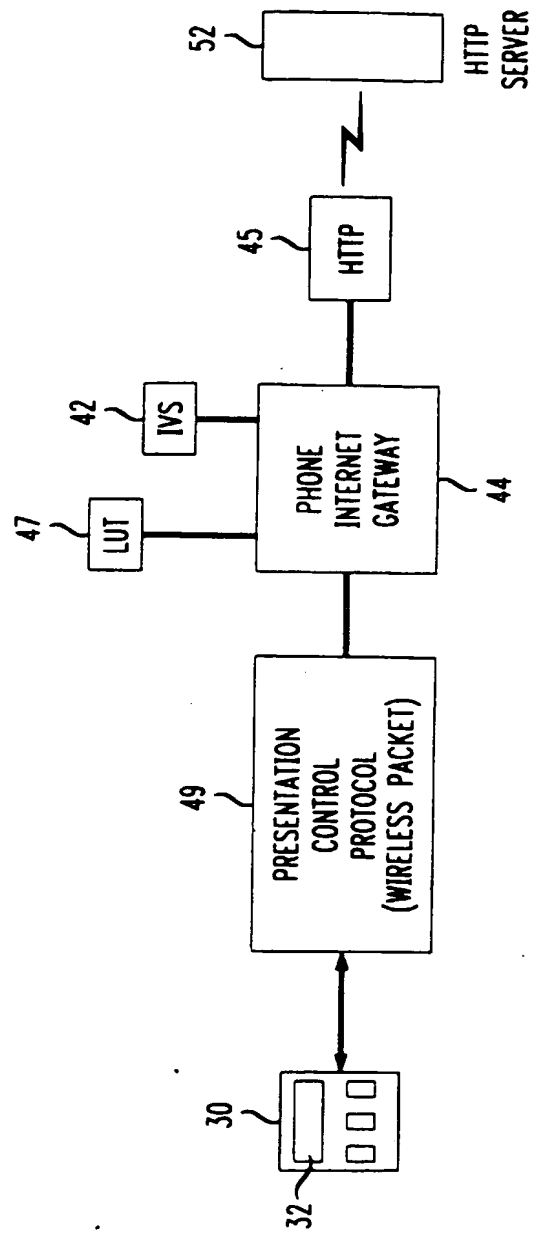 30
32
49
PRESENTATION
CONTROL
PROTOCOL
(WIRELESS PACKET)
47
LUT
42
IVS
PHONE
INTERNET
GATEWAY
44
45
HTTP
52
HTTP
SERVER